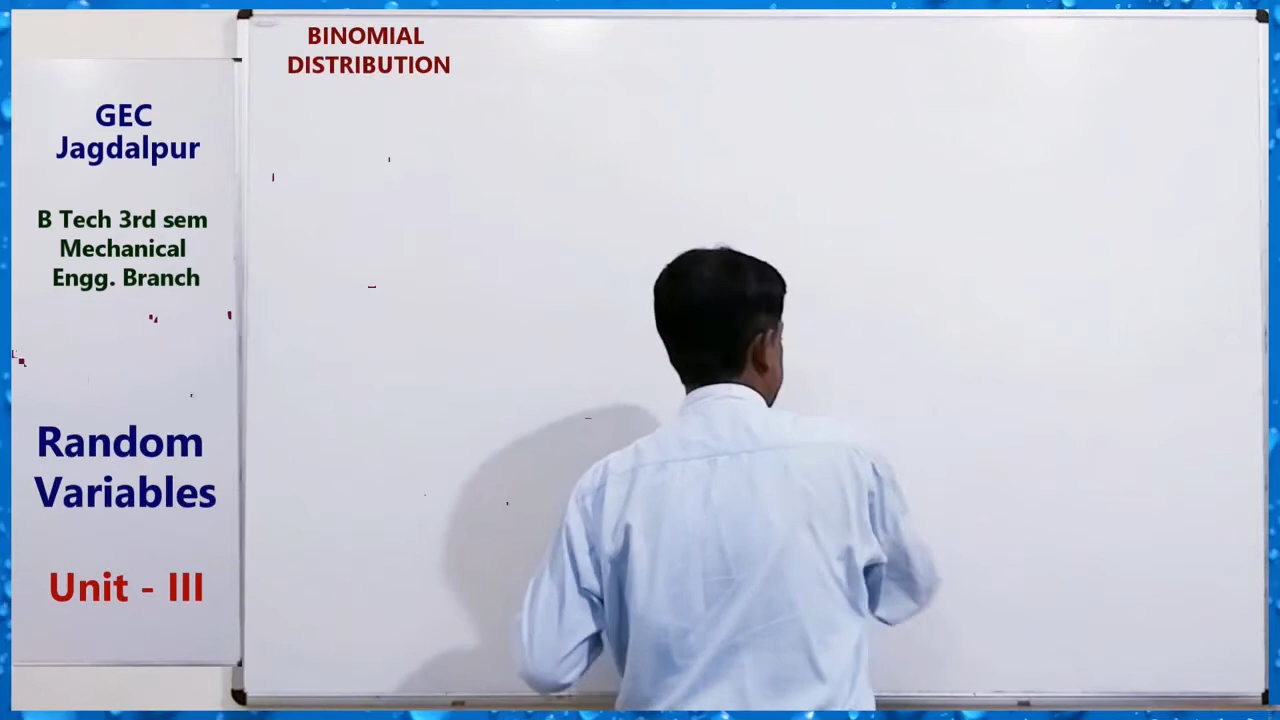 BINOMIAL
DISTRIBUTION
GEC
Jagdalpur
B Tech 3rd sem
Mechanical
Engg. Branch
Random
Variables
Unit - III